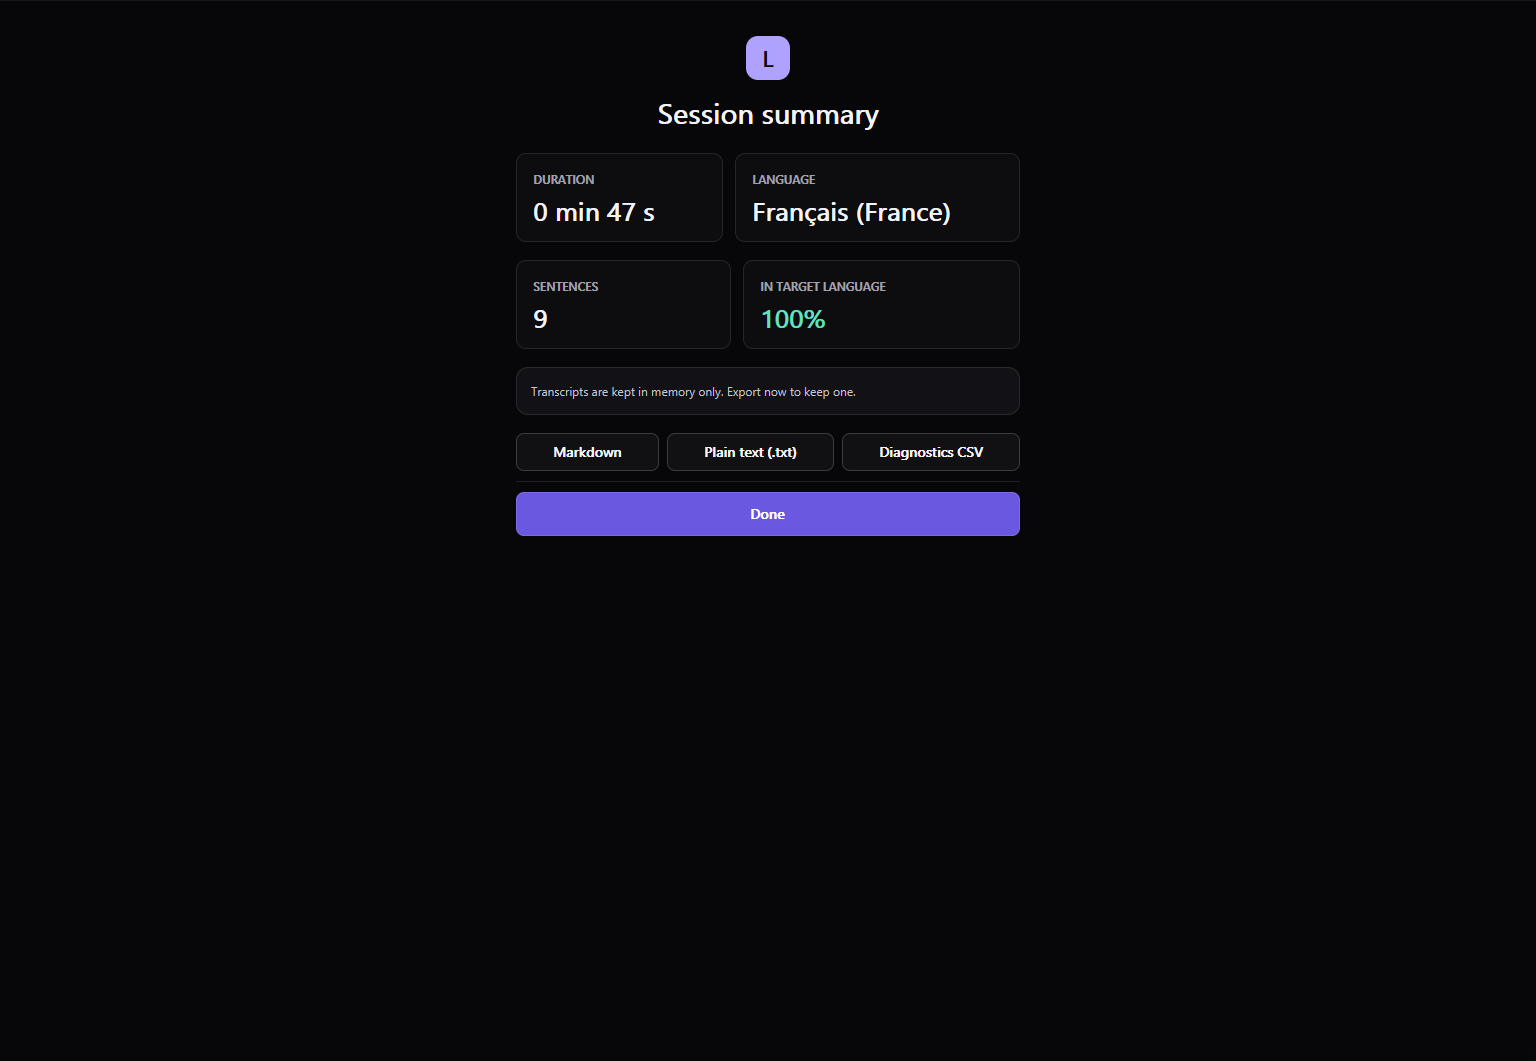 L
Session summary
DURATION
0 min 47 s
LANGUAGE
Français (France)
SENTENCES
9
IN TARGET LANGUAGE
100%
Transcripts are kept in memory only. Export now to keep one.
Markdown
Plain text (.txt)
Diagnostics CSV
Done